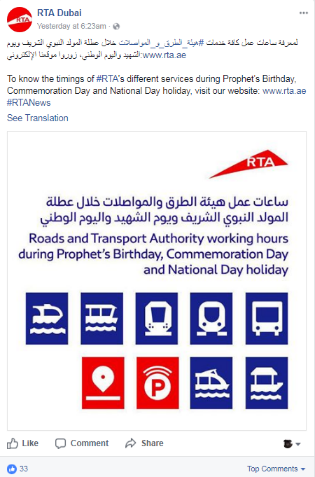 RTA Dubai
Yesterday at 6:23am ·
لمعرفة ساعات عمل كافة خدمات #هيئة_الطرق_و_المواصلات خلال عطلة المولد النبوي الشريف ويوم
الشهيد واليوم الوطني، زوروا موقعنا الإلكتروني www.rta.ae:
To know the timings of #RTA's different services during Prophet's Birthday,
Commemoration Day and National Day holiday, visit our website: www.rta.ae
#RTANews
See Translation
RTA
ساعات عمل هيئة الطرق والمواصلات خلال عطلة
المولد النبوي الشريف ويوم الشهيد واليوم الوطني
Roads and Transport Authority working hours
during Prophet's Birthday, Commemoration Day
and National Day holiday
P
Like Comment Share
33 Top Comments